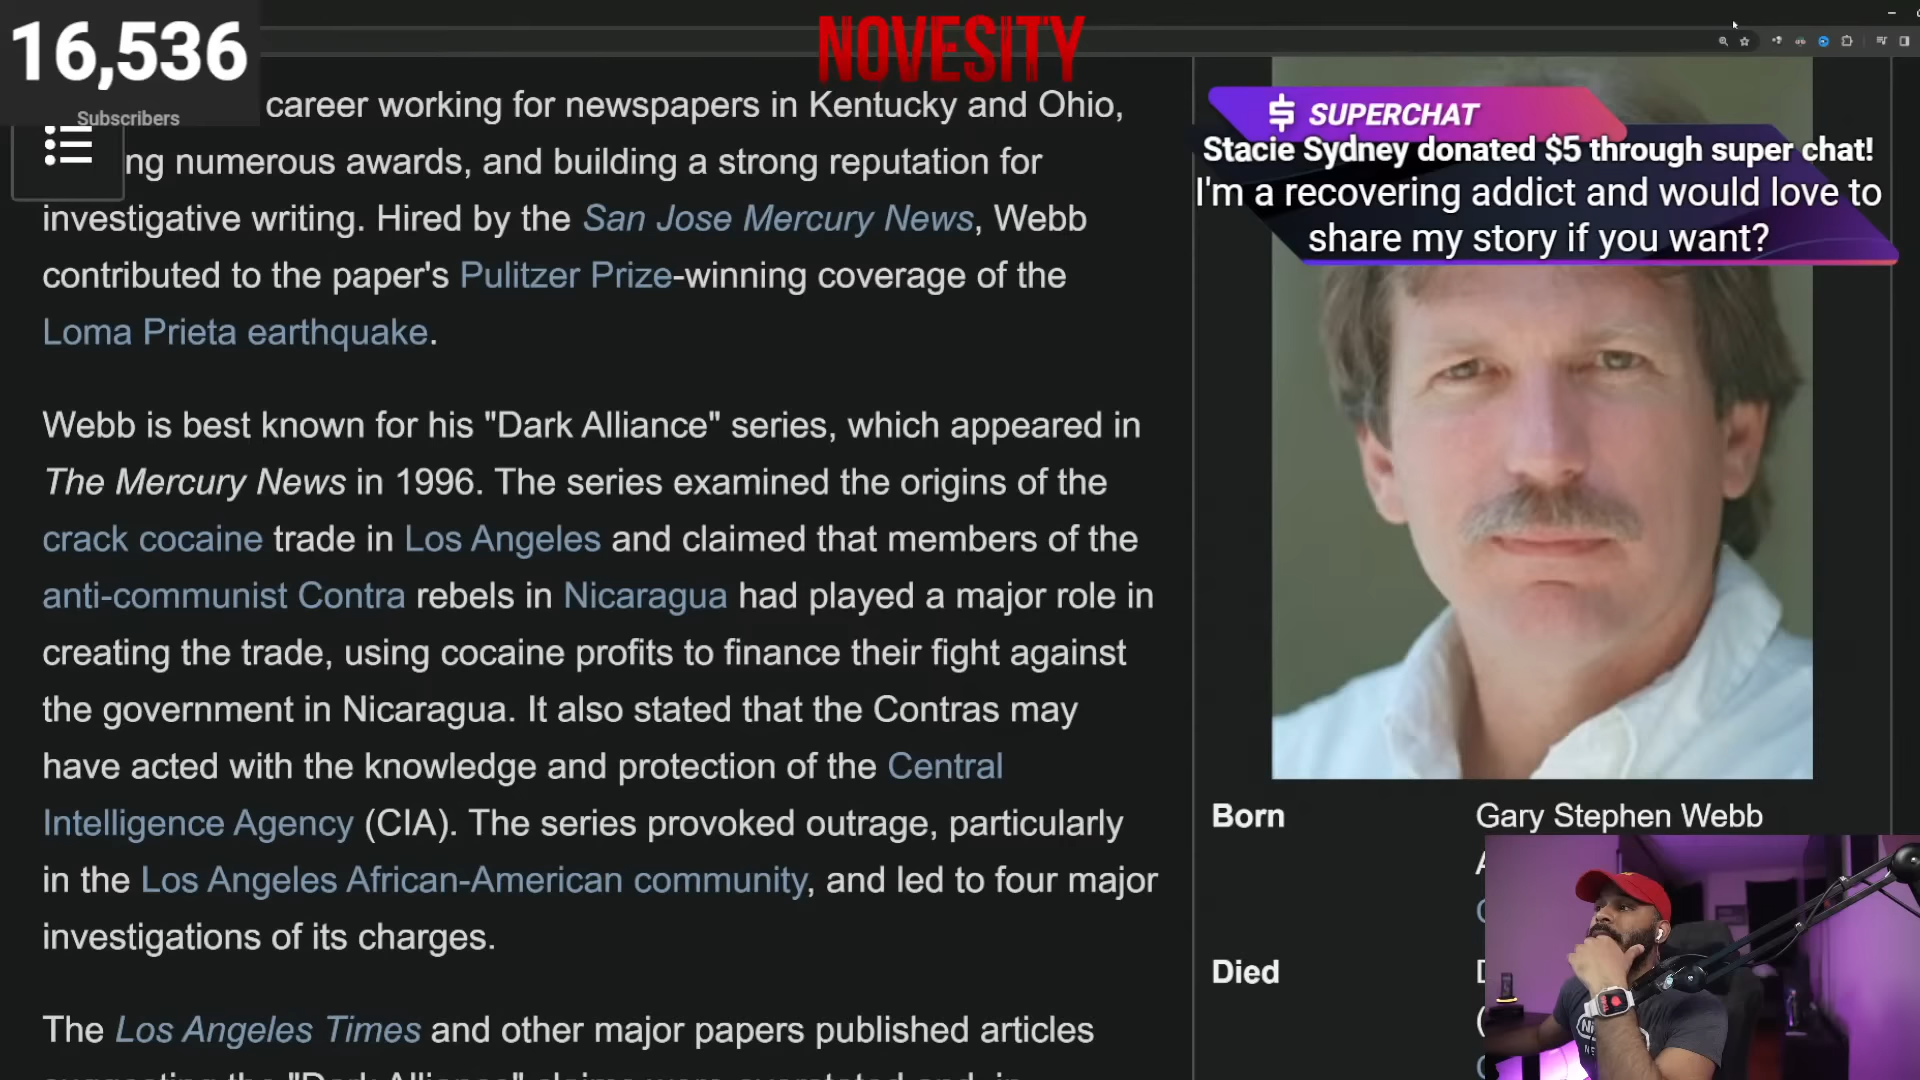 16,536
Subscribers
NOVESITY
career working for newspapers in Kentucky and Ohio,
ng numerous awards, and building a strong reputation for
investigative writing. Hired by the San Jose Mercury News, Webb
contributed to the paper's Pulitzer Prize-winning coverage of the
Loma Prieta earthquake.
Webb is best known for his "Dark Alliance" series, which appeared in
The Mercury News in 1996. The series examined the origins of the
crack cocaine trade in Los Angeles and claimed that members of the
anti-communist Contra rebels in Nicaragua had played a major role in
creating the trade, using cocaine profits to finance their fight against
the government in Nicaragua. It also stated that the Contras may
have acted with the knowledge and protection of the Central
Intelligence Agency (CIA). The series provoked outrage, particularly
in the Los Angeles African-American community, and led to four major
investigations of its charges.
The Los Angeles Times and other major papers published articles
SUPERCHAT
Stacie Sydney donated $5 through super chat!
I'm a recovering addict and would love to
share my story if you want?
Born
Gary Stephen Webb
Died